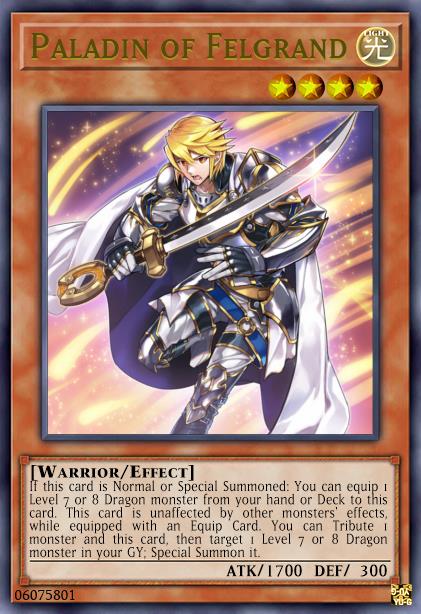 PALADIN OF FELGRAND
LIGHT
光
[WARRIOR/EFFECT]
If this card is Normal or Special Summoned: You can equip 1
Level 7 or 8 Dragon monster from your hand or Deck to this
card. This card is unaffected by other monsters' effects,
while equipped with an Equip Card. You can Tribute 1
monster and this card, then target 1 Level 7 or 8 Dragon
monster in your GY; Special Summon it.
ATK/1700 DEF/ 300
06075801